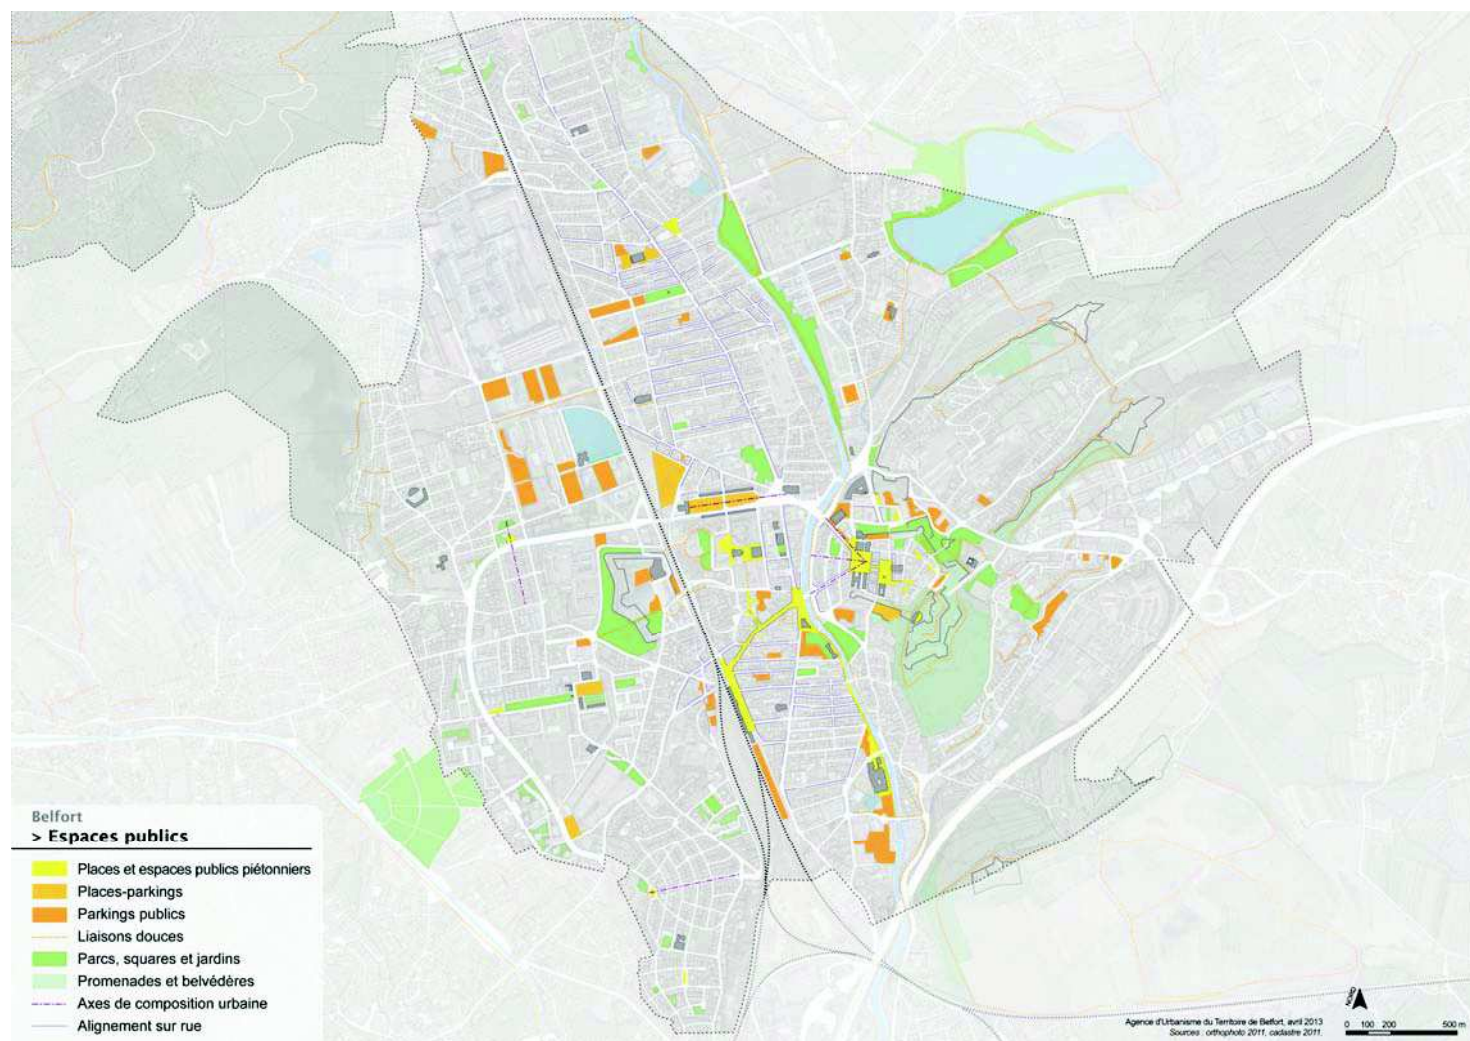 Belfort
> Espaces publics
Places et espaces publics piétonniers
Places-parkings
Parkings publics
Liaisons douces
Parcs, squares et jardins
Promenades et belvédères
Axes de composition urbaine
Alignement sur rue
Agence d'Urbanisme du Territoire de Belfort, avril 2013
Sources : orthophoto 2011, cadastre 2011.
NORD
0 100 200 500 m